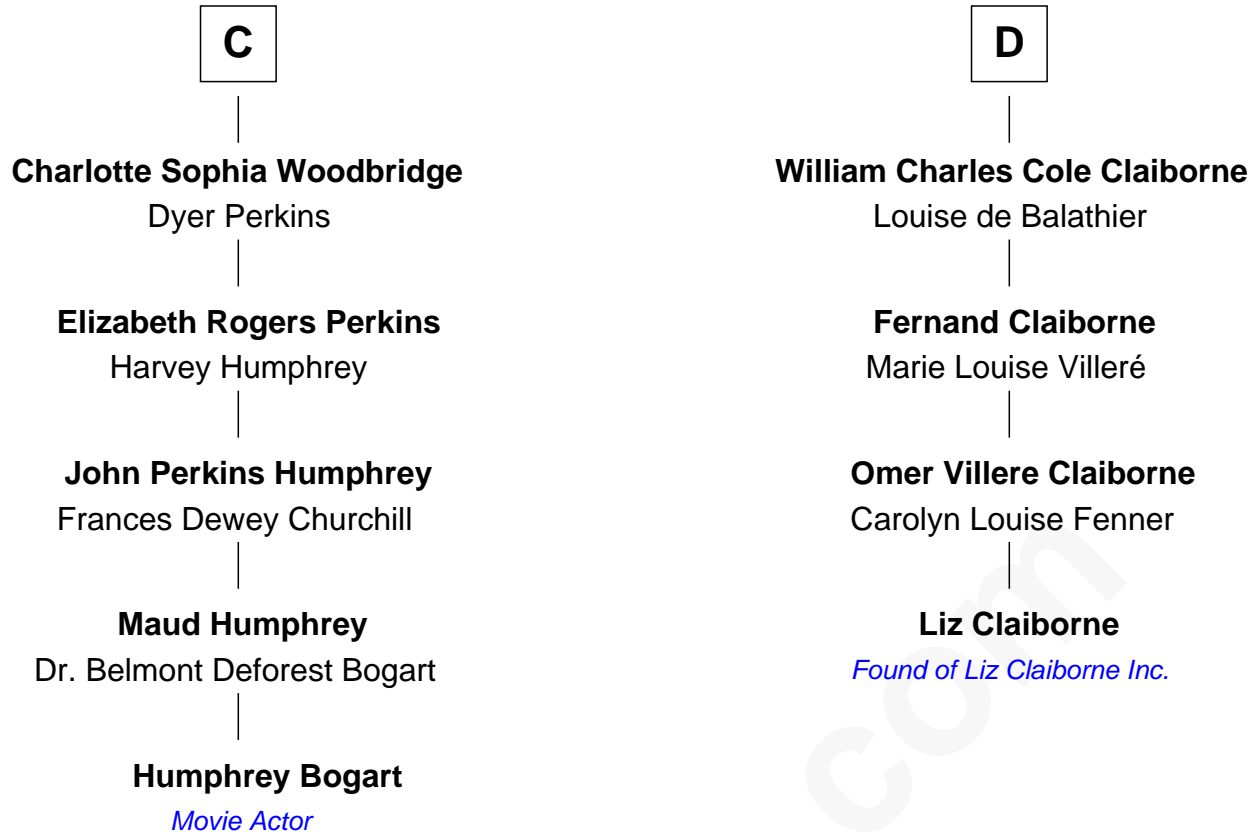 C
Charlotte Sophia Woodbridge
Dyer Perkins
Elizabeth Rogers Perkins
Harvey Humphrey
John Perkins Humphrey
Frances Dewey Churchill
Maud Humphrey
Dr. Belmont Deforest Bogart
Humphrey Bogart
Movie Actor
D
William Charles Cole Claiborne
Louise de Balathier
Fernand Claiborne
Marie Louise Villeré
Omer Villere Claiborne
Carolyn Louise Fenner
Liz Claiborne
Found of Liz Claiborne Inc.
com